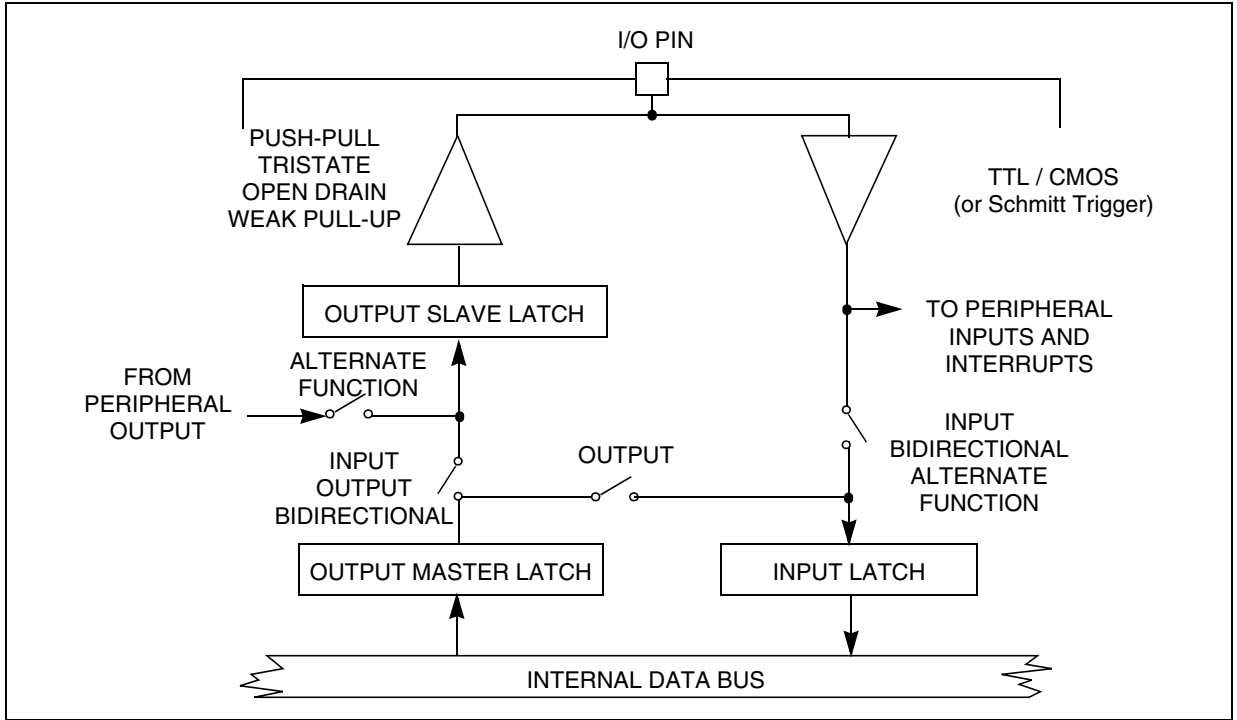 I/O PIN
PUSH-PULL
TRISTATE
OPEN DRAIN
WEAK PULL-UP
TTL / CMOS
(or Schmitt Trigger)
OUTPUT SLAVE LATCH
TO PERIPHERAL
INPUTS AND
INTERRUPTS
ALTERNATE
FUNCTION
FROM
PERIPHERAL
OUTPUT
INPUT
OUTPUT
BIDIRECTIONAL
OUTPUT
INPUT
BIDIRECTIONAL
ALTERNATE
FUNCTION
OUTPUT MASTER LATCH
INPUT LATCH
INTERNAL DATA BUS